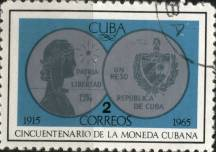 CUBA
PATRIA Y
LIBERTAD
UN
PESO
REPUBLICA
DE CUBA
2
1915 CORREOS 1965
CINCUENTENARIO DE LA MONEDA CUBANA